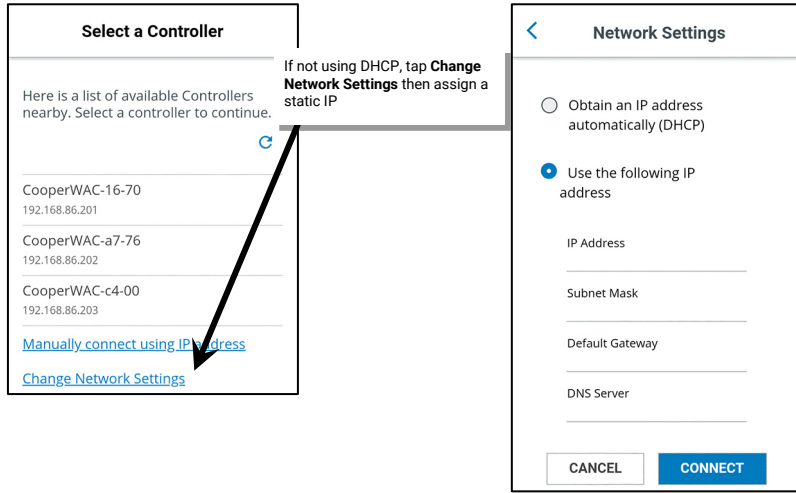 Select a Controller
Here is a list of available Controllers
nearby. Select a controller to continue.
CooperWAC-16-70
192.168.86.201
CooperWAC-a7-76
192.168.86.202
CooperWAC-c4-00
192.168.86.203
Manually connect using IP address
Change Network Settings
If not using DHCP, tap Change
Network Settings then assign a
static IP
Network Settings
Obtain an IP address
automatically (DHCP)
Use the following IP
address
IP Address
Subnet Mask
Default Gateway
DNS Server
CANCEL
CONNECT